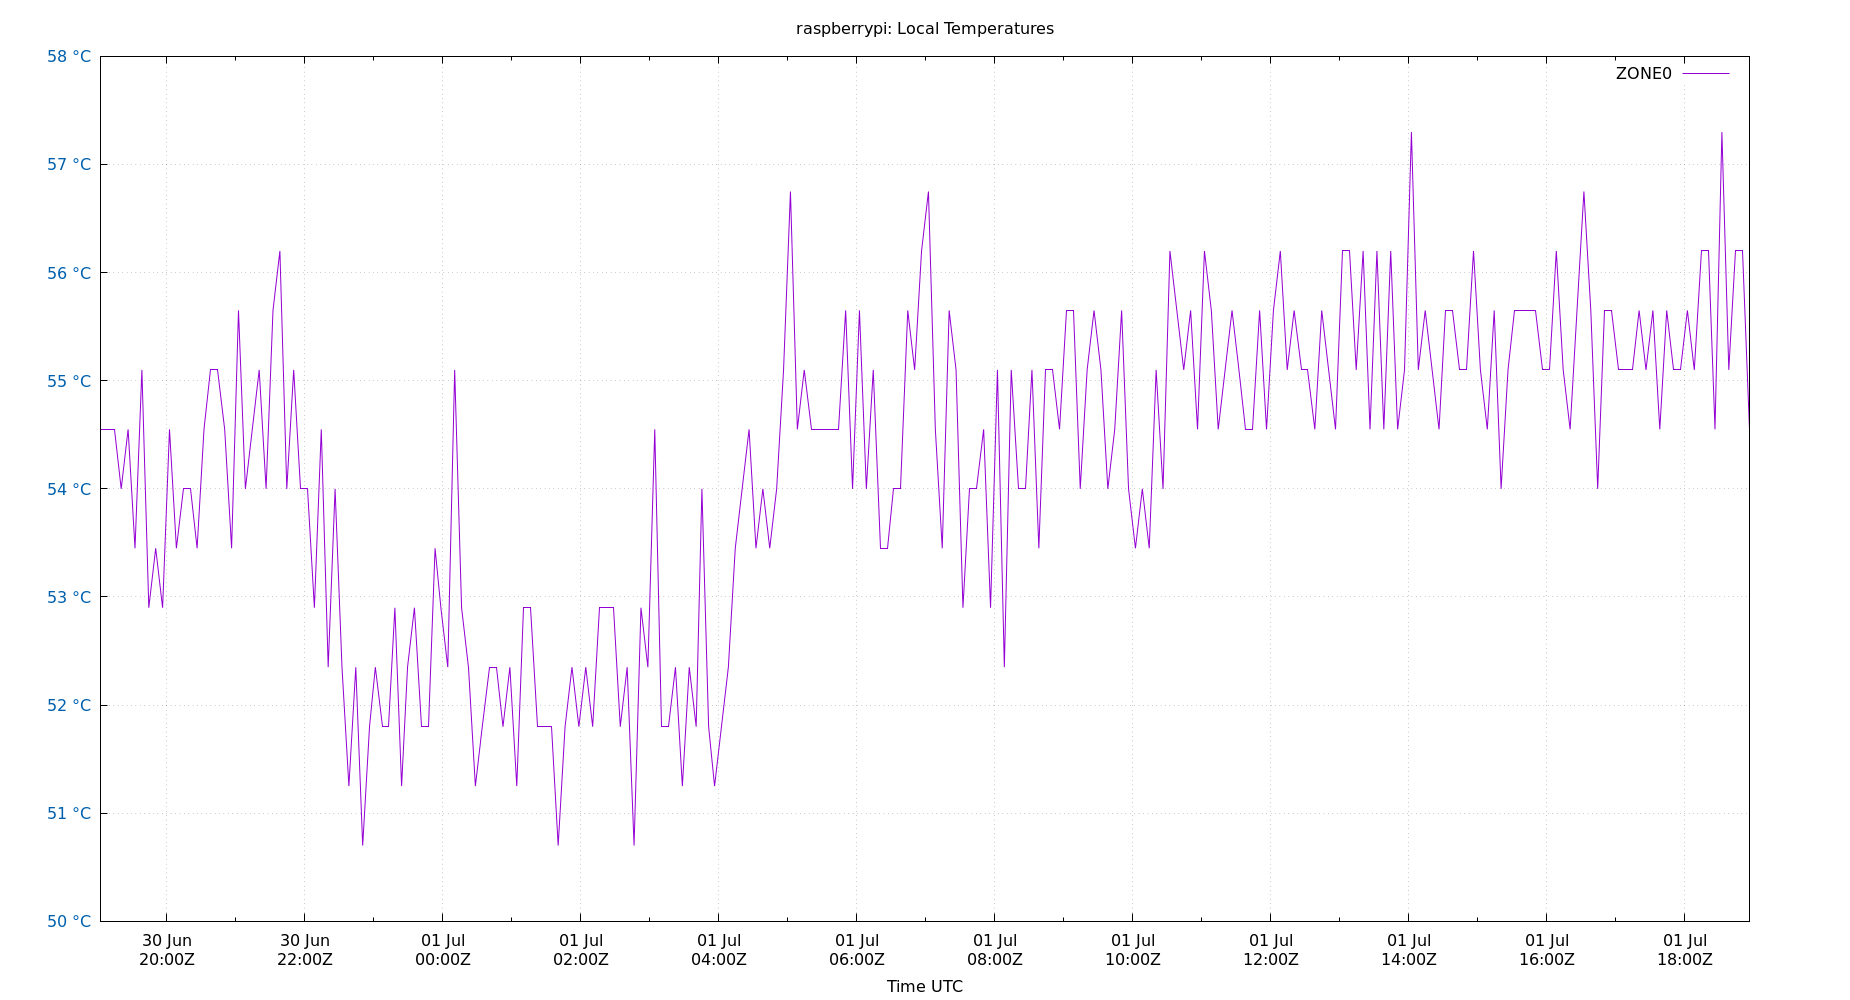 raspberrypi: Local Temperatures
58 °C
ZONE0
57 °C
56 °C
55 °C
54 °C
53 °C
52 °C
51 °C
50 °C
30 Jun 30 Jun 01 Jul 01 Jul 01 Jul 01 Jul 01 Jul 01 Jul 01 Jul 01 Jul 01 Jul 01 Jul
20:00Z 22:00Z 00:00Z 02:00Z 04:00Z 06:00Z 08:00Z 10:00Z 12:00Z 14:00Z 16:00Z 18:00Z
Time UTC